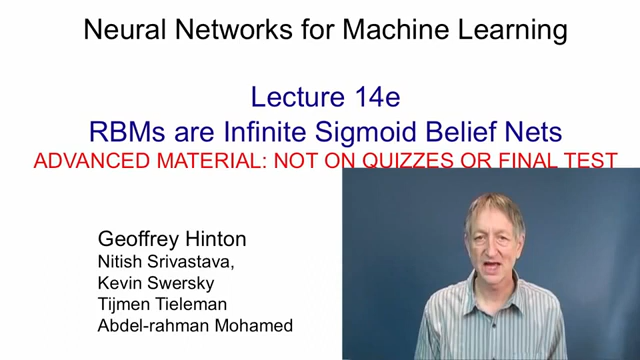 Neural Networks for Machine Learning
Lecture 14e
RBMs are Infinite Sigmoid Belief Nets
ADVANCED MATERIAL: NOT ON QUIZZES OR FINAL TEST
Geoffrey Hinton
Nitish Srivastava,
Kevin Swersky
Tijmen Tieleman
Abdel-rahman Mohamed